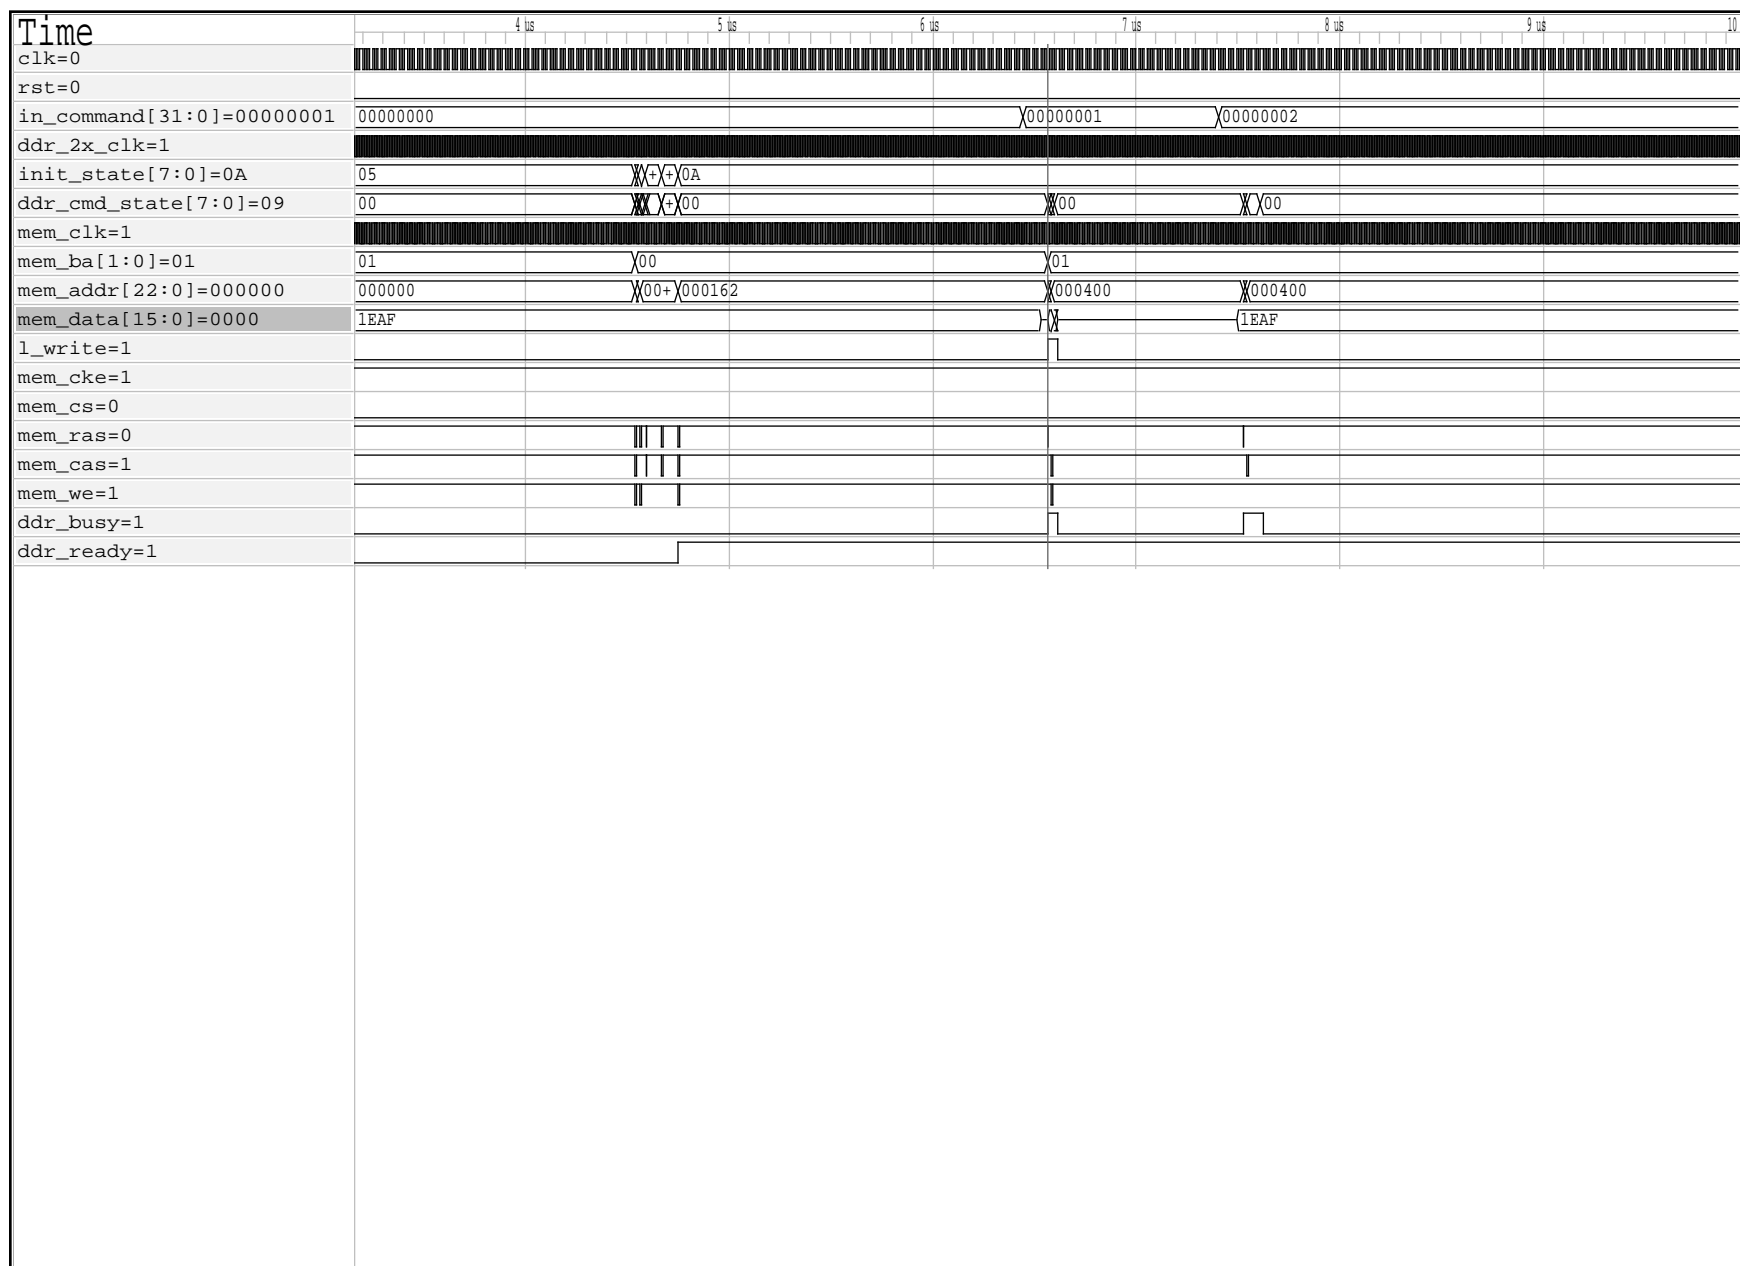 Time
4 us 5 us 6 us 7 us 8 us 9 us 10
clk=0
rst=0
in_command[31:0]=00000001 00000000 00000001 00000002
ddr_2x_clk=1
init_state[7:0]=0A 05 + + 0A
ddr_cmd_state[7:0]=09 00 + 00 00 00
mem_clk=1
mem_ba[1:0]=01 01 00 01
mem_addr[22:0]=000000 000000 00+ 000162 000400 000400
mem_data[15:0]=0000 1EAF 1EAF
l_write=1
mem_cke=1
mem_cs=0
mem_ras=0
mem_cas=1
mem_we=1
ddr_busy=1
ddr_ready=1